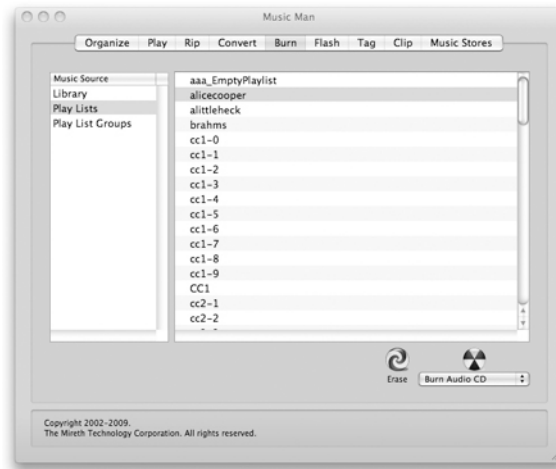 Music Man
Organize Play Rip Convert Burn Flash Tag Clip Music Stores
Music Source
Library
Play Lists
Play List Groups
aaa_EmptyPlaylist
alicecooper
alittleheck
brahms
cc1-0
cc1-1
cc1-2
cc1-3
cc1-4
cc1-5
cc1-6
cc1-7
cc1-8
cc1-9
CC1
cc2-1
cc2-2
Erase
Burn Audio CD
Copyright 2002-2009.
The Mireth Technology Corporation. All rights reserved.